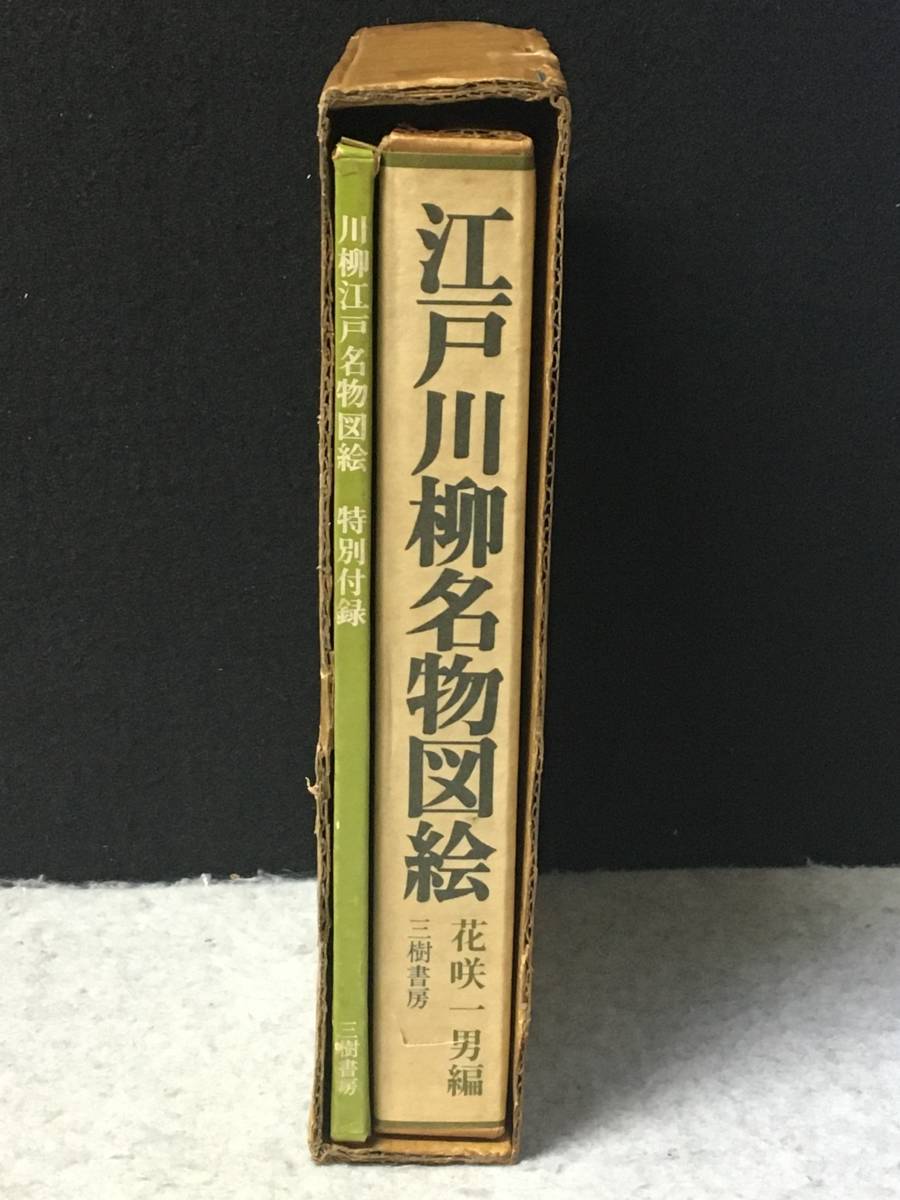 江戸川柳名物図絵
花咲一男編
三樹書房
川柳江戸名物図絵 特別付録
三樹書房